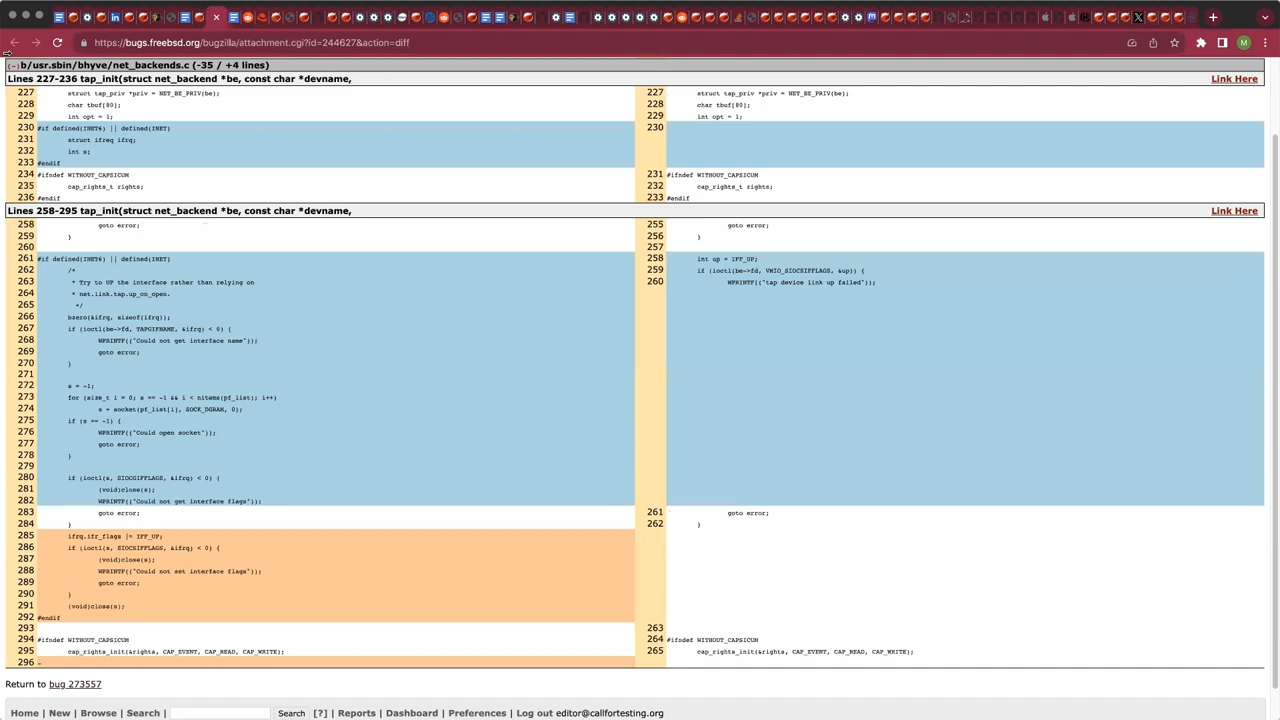 https://bugs.freebsd.org/bugzilla/attachment.cgi?id=244627&action=diff
M
(-) b/usr.sbin/bhyve/net_backends.c (-35 / +4 lines)
Lines 227-236 tap_init(struct net_backend *be, const char *devname, Link Here
227 struct tap_priv *priv = NET_BE_PRIV(be); 227 struct tap_priv *priv = NET_BE_PRIV(be);
228 char tbuf[80]; 228 char tbuf[80];
229 int opt = 1; 229 int opt = 1;
230 #if defined(INET6) || defined(INET) 230
231 struct ifreq ifrq;
232 int s;
233 #endif
234 #ifndef WITHOUT_CAPSICUM 231 #ifndef WITHOUT_CAPSICUM
235 cap_rights_t rights; 232 cap_rights_t rights;
236 #endif 233 #endif
Lines 258-295 tap_init(struct net_backend *be, const char *devname, Link Here
258 goto error; 255 goto error;
259 } 256 }
260 257
261 #if defined(INET6) || defined(INET) 258 int up = IFF_UP;
262 /* 259 if (ioctl(be->fd, VMIO_SIOCSIFFLAGS, &up)) {
263 * Try to UP the interface rather than relying on 260 WPRINTF(("tap device link up failed"));
264 * net.link.tap.up_on_open.
265 */
266 bzero(&ifrq, sizeof(ifrq));
267 if (ioctl(be->fd, TAPGIFNAME, &ifrq) < 0) {
268 WPRINTF(("Could not get interface name"));
269 goto error;
270 }
271
272 s = -1;
273 for (size_t i = 0; s == -1 && i < nitems(pf_list); i++)
274 s = socket(pf_list[i], SOCK_DGRAM, 0);
275 if (s == -1) {
276 WPRINTF(("Could open socket"));
277 goto error;
278 }
279
280 if (ioctl(s, SIOCGIFFLAGS, &ifrq) < 0) {
281 (void)close(s);
282 WPRINTF(("Could not get interface flags"));
283 goto error; 261 goto error;
284 } 262 }
285 ifrq.ifr_flags |= IFF_UP;
286 if (ioctl(s, SIOCSIFFLAGS, &ifrq) < 0) {
287 (void)close(s);
288 WPRINTF(("Could not set interface flags"));
289 goto error;
290 }
291 (void)close(s);
292 #endif
293 263
294 #ifndef WITHOUT_CAPSICUM 264 #ifndef WITHOUT_CAPSICUM
295 cap_rights_init(&rights, CAP_EVENT, CAP_READ, CAP_WRITE); 265 cap_rights_init(&rights, CAP_EVENT, CAP_READ, CAP_WRITE);
296 -
Return to bug 273557
Home | New | Browse | Search | Search [?] | Reports | Dashboard | Preferences | Log out editor@callfortesting.org